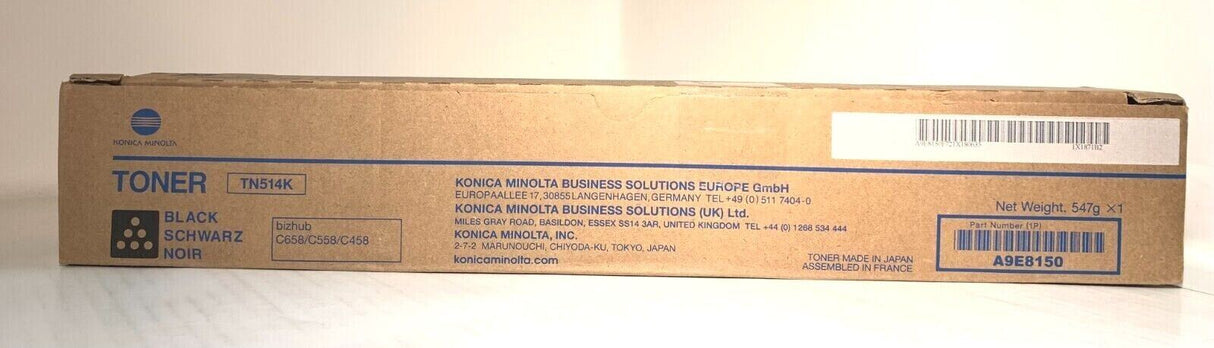 KONICA MINOLTA
TONER TN514K
BLACK
SCHWARZ
NOIR
bizhub
C658/C558/C458
KONICA MINOLTA BUSINESS SOLUTIONS EUROPE GmbH
EUROPAALLEE 17, 30855 LANGENHAGEN, GERMANY TEL +49 (0) 511 7404-0
KONICA MINOLTA BUSINESS SOLUTIONS (UK) Ltd.
MILES GRAY ROAD, BASILDON, ESSEX SS14 3AR, UNITED KINGDOM TEL +44 (0) 1268 534 444
KONICA MINOLTA, INC.
2-7-2 MARUNOUCHI, CHIYODA-KU, TOKYO, JAPAN
konicaminolta.com
TONER MADE IN JAPAN
ASSEMBLED IN FRANCE
1X1871B2
Net Weight. 547g ×1
Part Number (1P)
A9E8150